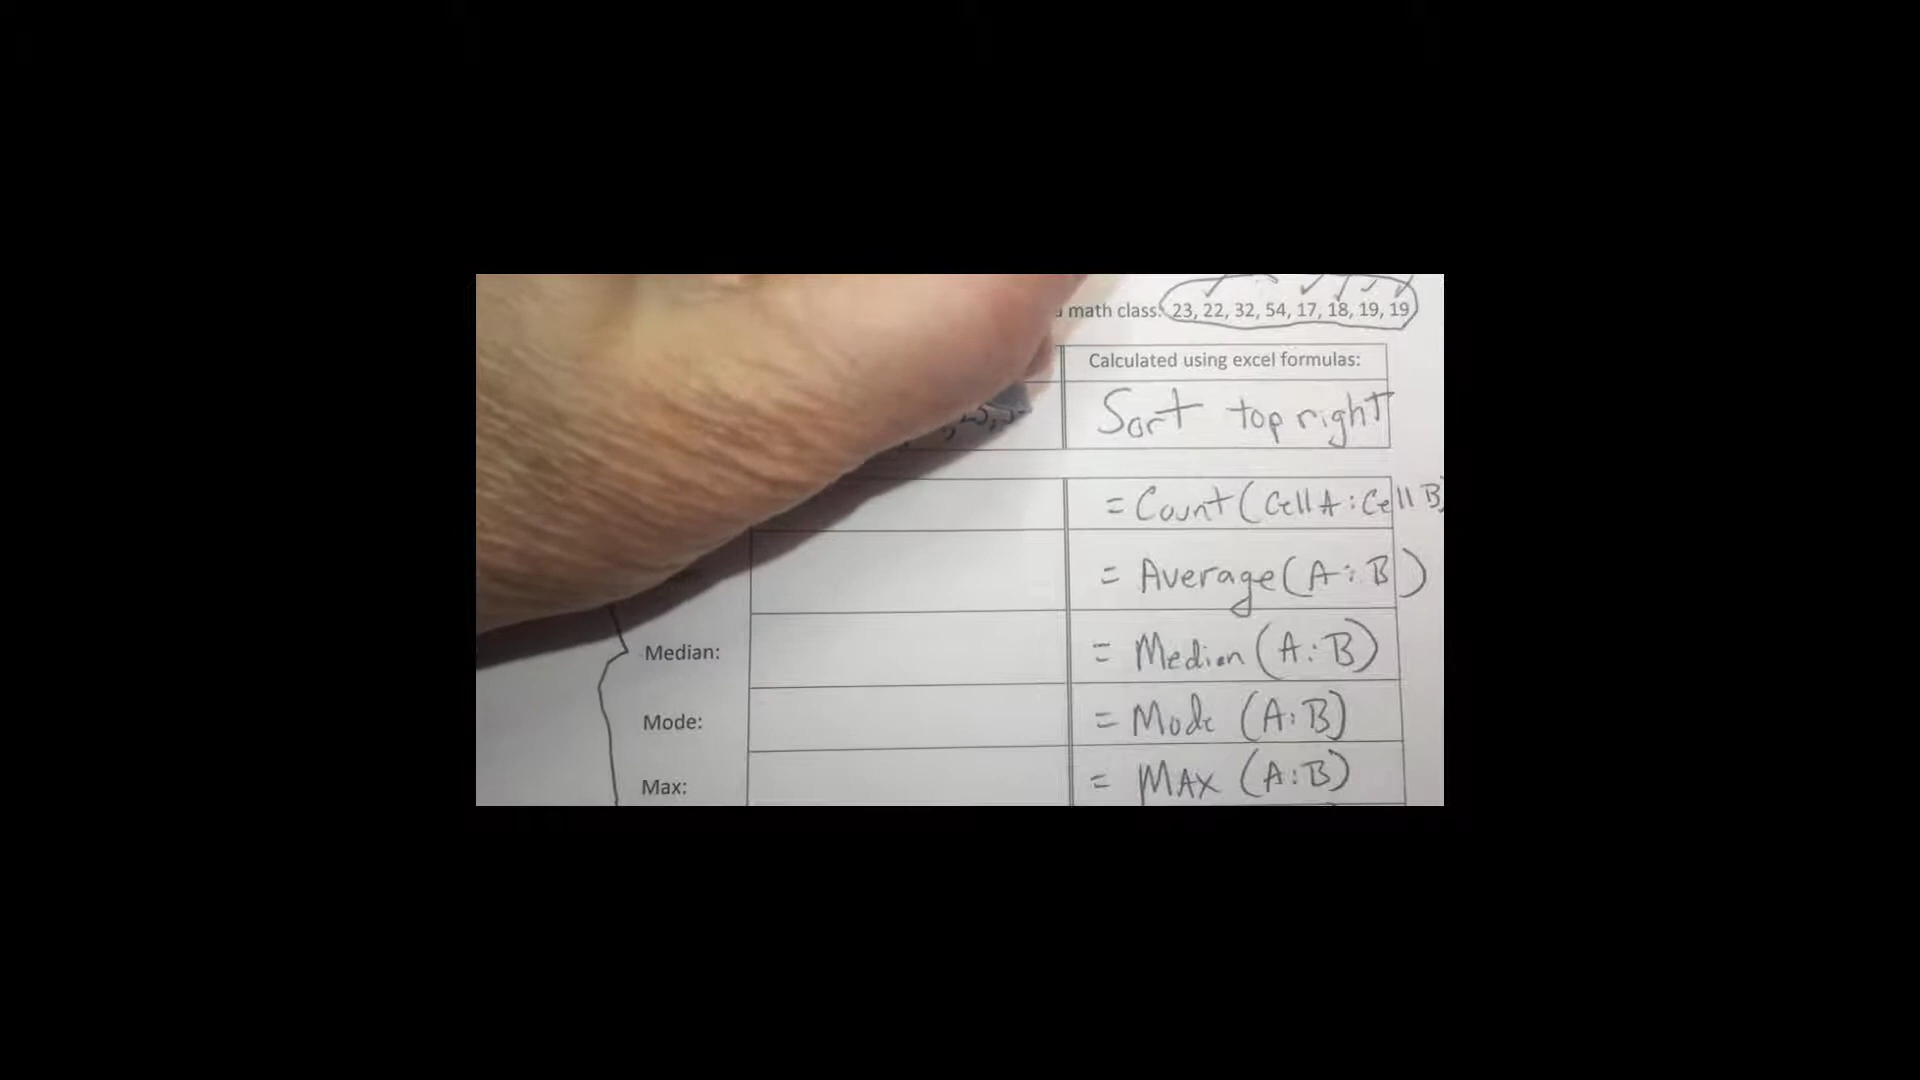 math class: 23, 22, 32, 54, 17, 18, 19, 19
Calculated using excel formulas:
Sort top right
= Count (Cell A : Cell B)
= Average (A : B)
Median:
= Median (A : B)
Mode:
= Mode (A : B)
Max:
= MAX (A : B)